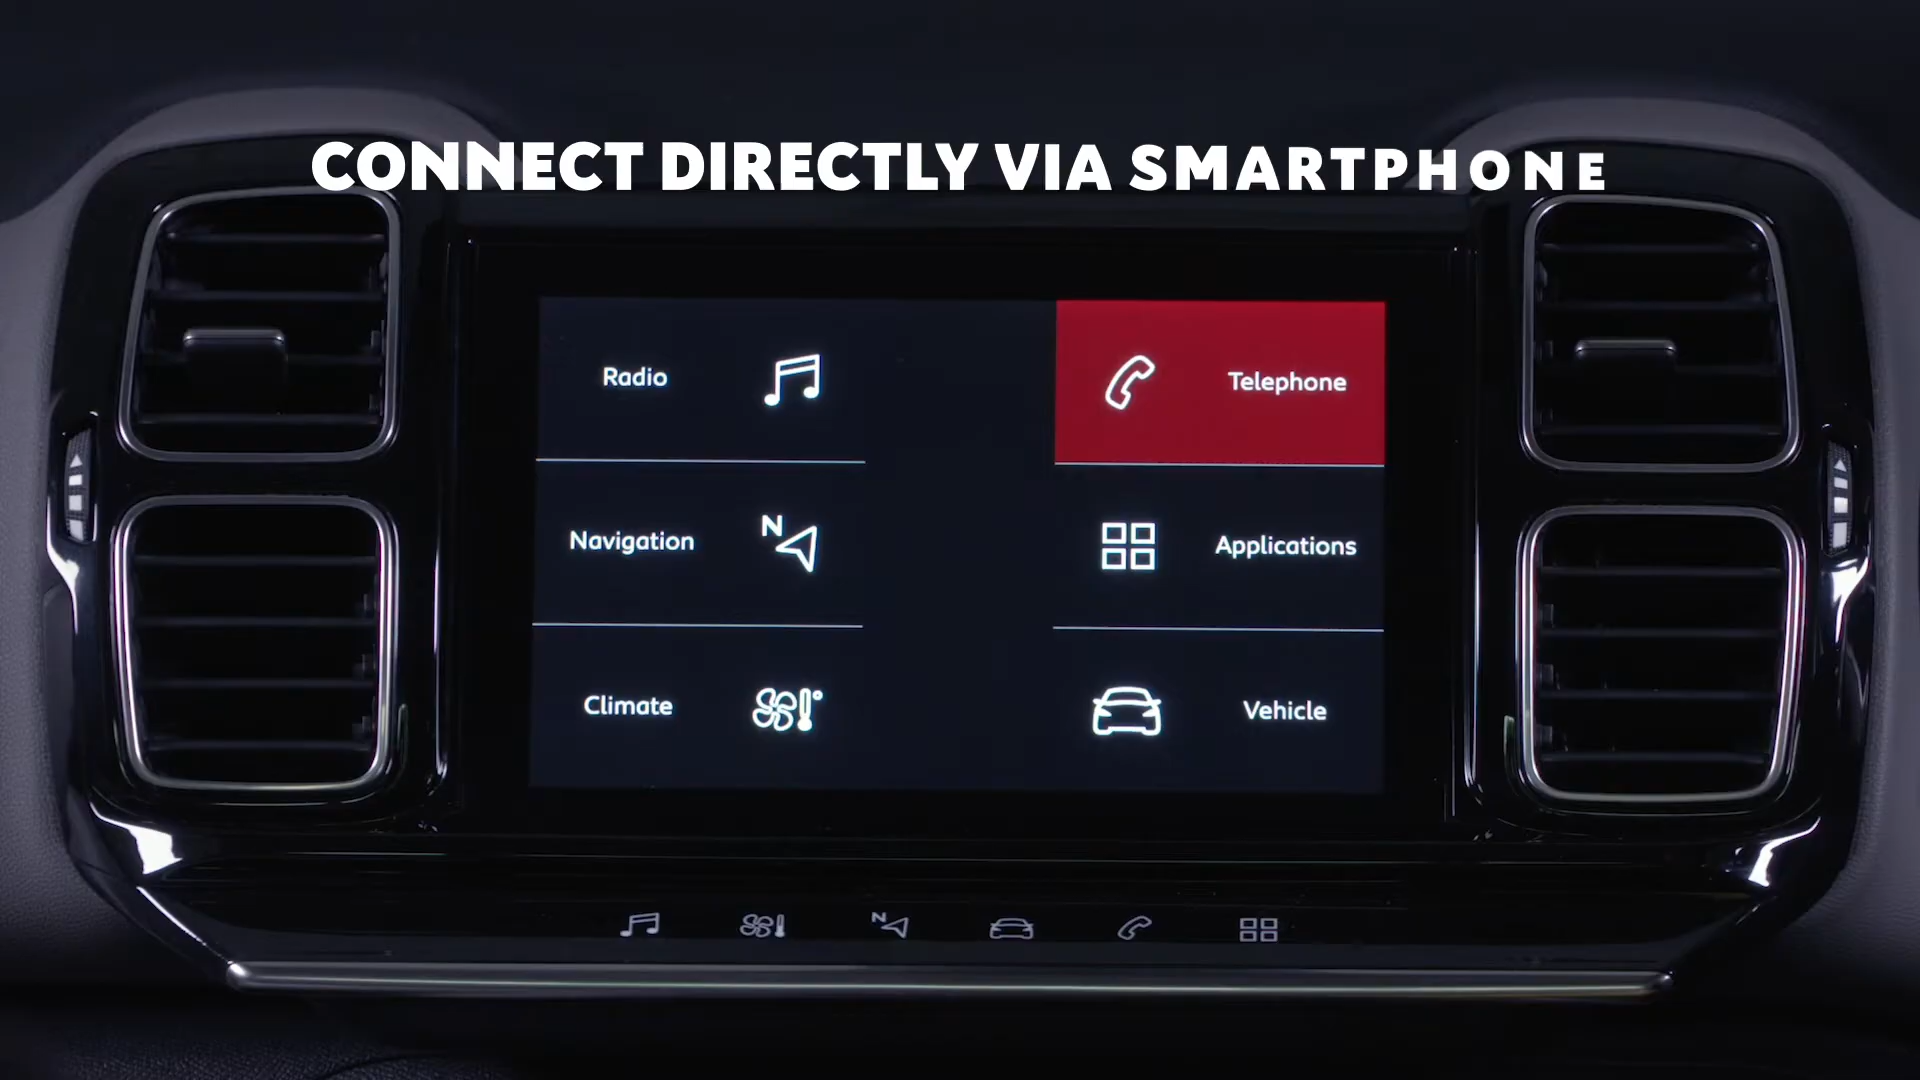 CONNECT DIRECTLY VIA SMARTPHONE
Radio
Telephone
N
Navigation
Applications
Climate
Vehicle
N